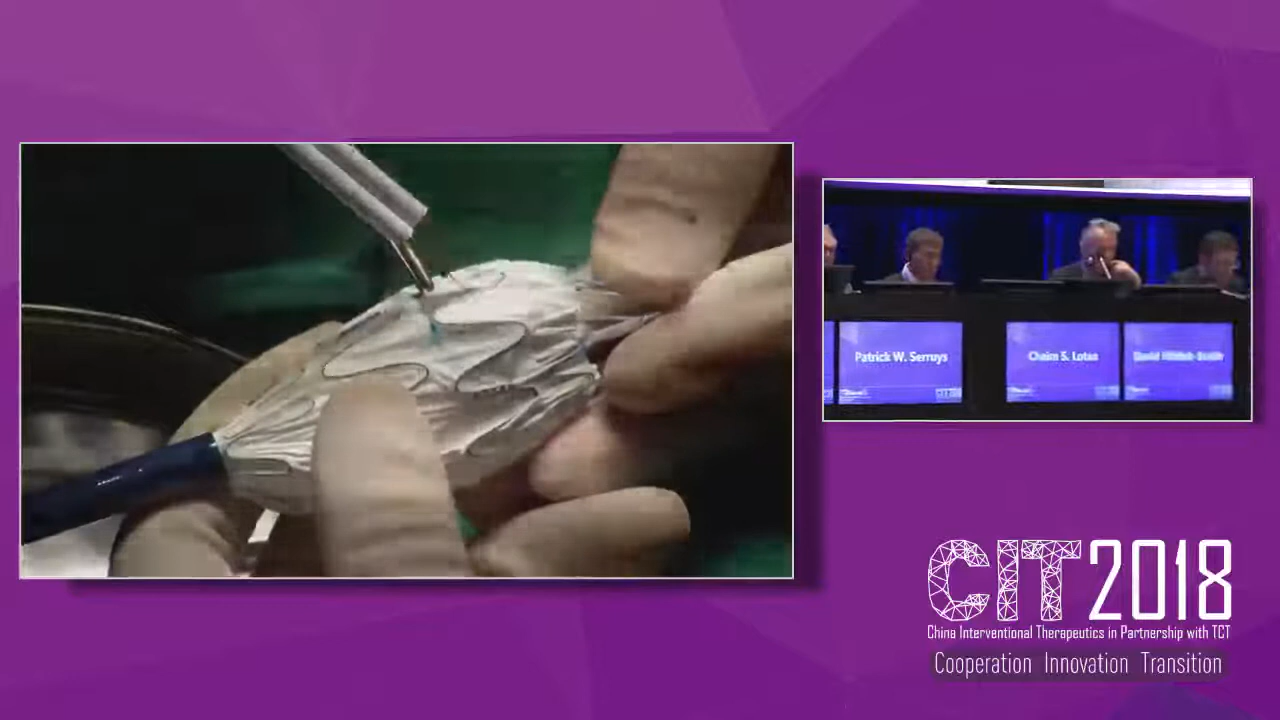 Patrick W. Serruys
Chaim S. Lotan
CIT2018
China Interventional Therapeutics in Partnership with TCT
Cooperation Innovation Transition